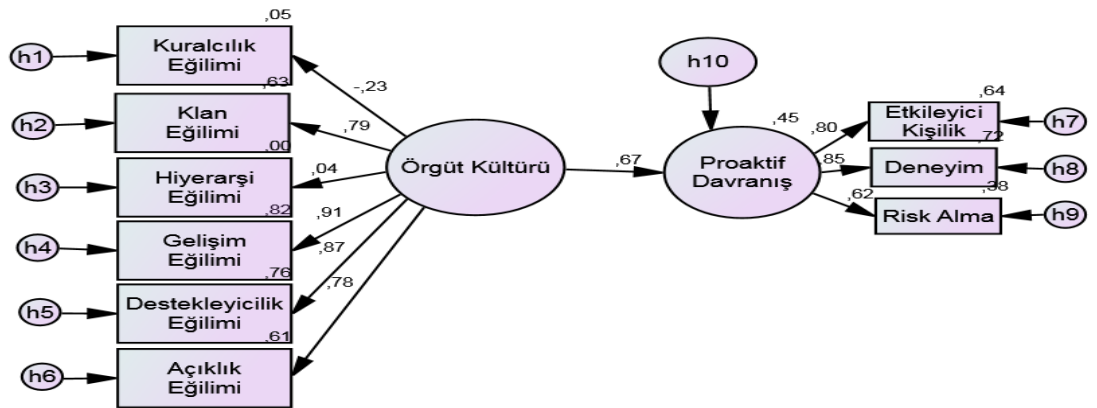 ,05
h1
Kuralcılık
Eğilimi
-,23
,63
h2
Klan
Eğilimi
,79
,00
h3
Hiyerarşi
Eğilimi
,04
,82
h4
Gelişim
Eğilimi
,91
,76
h5
Destekleyicilik
Eğilimi
,87
,61
h6
Açıklık
Eğilimi
,78
Örgüt Kültürü
,67
h10
,45
Proaktif
Davranış
,80
,64
Etkileyici
Kişilik
h7
,85
,72
Deneyim
h8
,62
,38
Risk Alma
h9